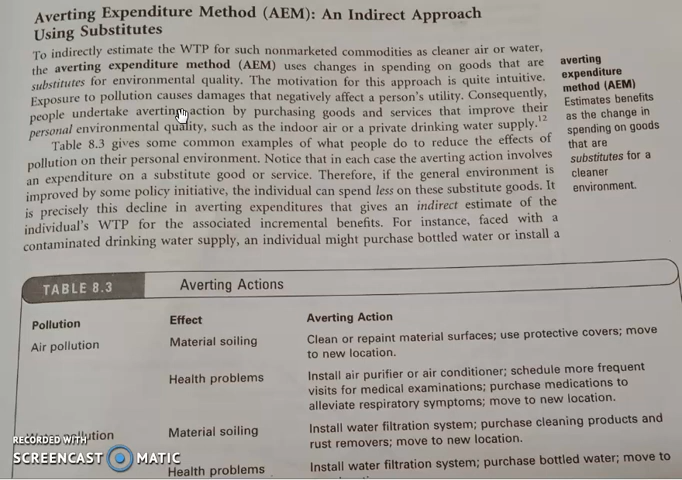 Averting Expenditure Method (AEM): An Indirect Approach
Using Substitutes
To indirectly estimate the WTP for such nonmarketed commodities as cleaner air or water,
the averting expenditure method (AEM) uses changes in spending on goods that are
substitutes for environmental quality. The motivation for this approach is quite intuitive.
Exposure to pollution causes damages that negatively affect a person's utility. Consequently,
people undertake averting action by purchasing goods and services that improve their
personal environmental quality, such as the indoor air or a private drinking water supply.12
Table 8.3 gives some common examples of what people do to reduce the effects of
pollution on their personal environment. Notice that in each case the averting action involves
an expenditure on a substitute good or service. Therefore, if the general environment is
improved by some policy initiative, the individual can spend less on these substitute goods. It
is precisely this decline in averting expenditures that gives an indirect estimate of the
individual's WTP for the associated incremental benefits. For instance, faced with a
contaminated drinking water supply, an individual might purchase bottled water or install a
averting
expenditure
method (AEM)
Estimates benefits
as the change in
spending on goods
that are
substitutes for a
cleaner
environment.
TABLE 8.3 Averting Actions
Pollution Effect Averting Action
Air pollution Material soiling Clean or repaint material surfaces; use protective covers; move
to new location.
Health problems Install air purifier or air conditioner; schedule more frequent
visits for medical examinations; purchase medications to
alleviate respiratory symptoms; move to new location.
Material soiling Install water filtration system; purchase cleaning products and
rust removers; move to new location.
Health problems Install water filtration system; purchase bottled water; move to
RECORDED WITH
SCREENCAST MATIC